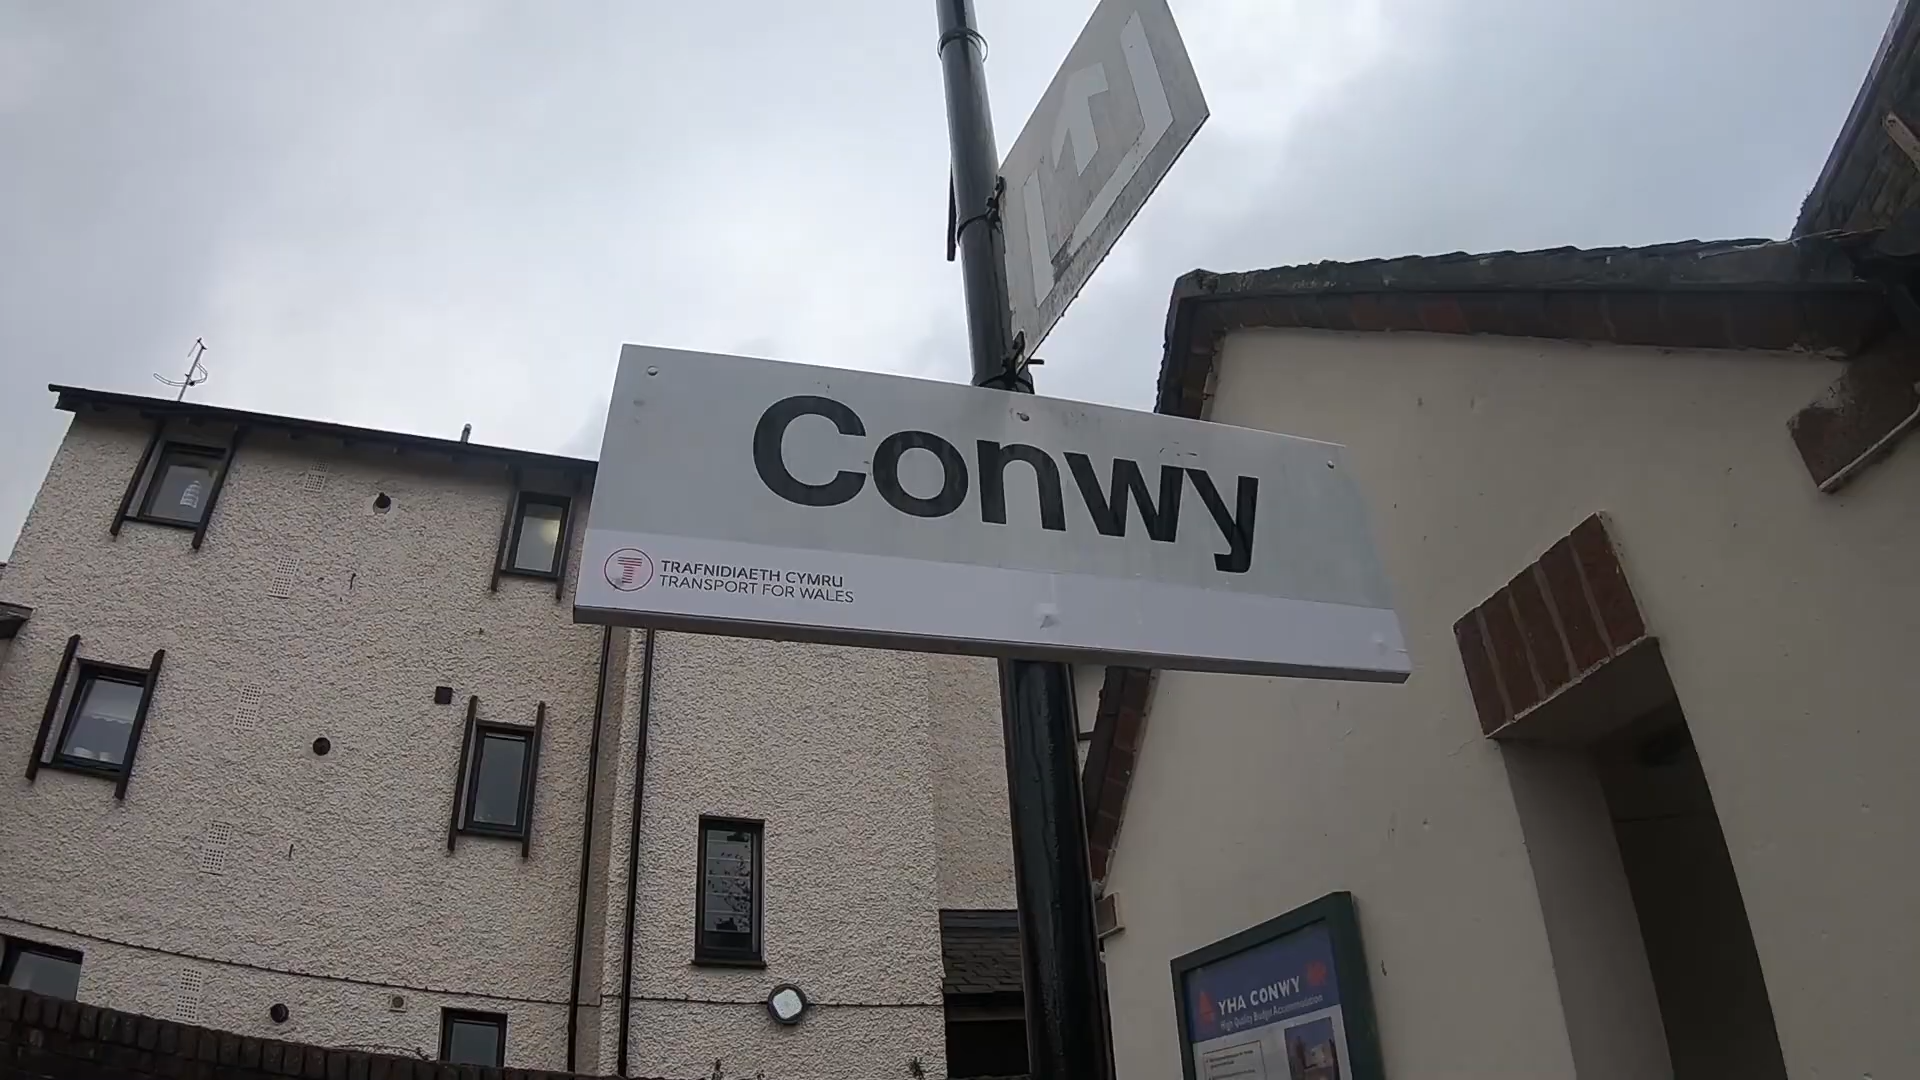 Conwy
TRAFNIDIAETH CYMRU
TRANSPORT FOR WALES
YHA CONWY
High Quality Budget Accommodation